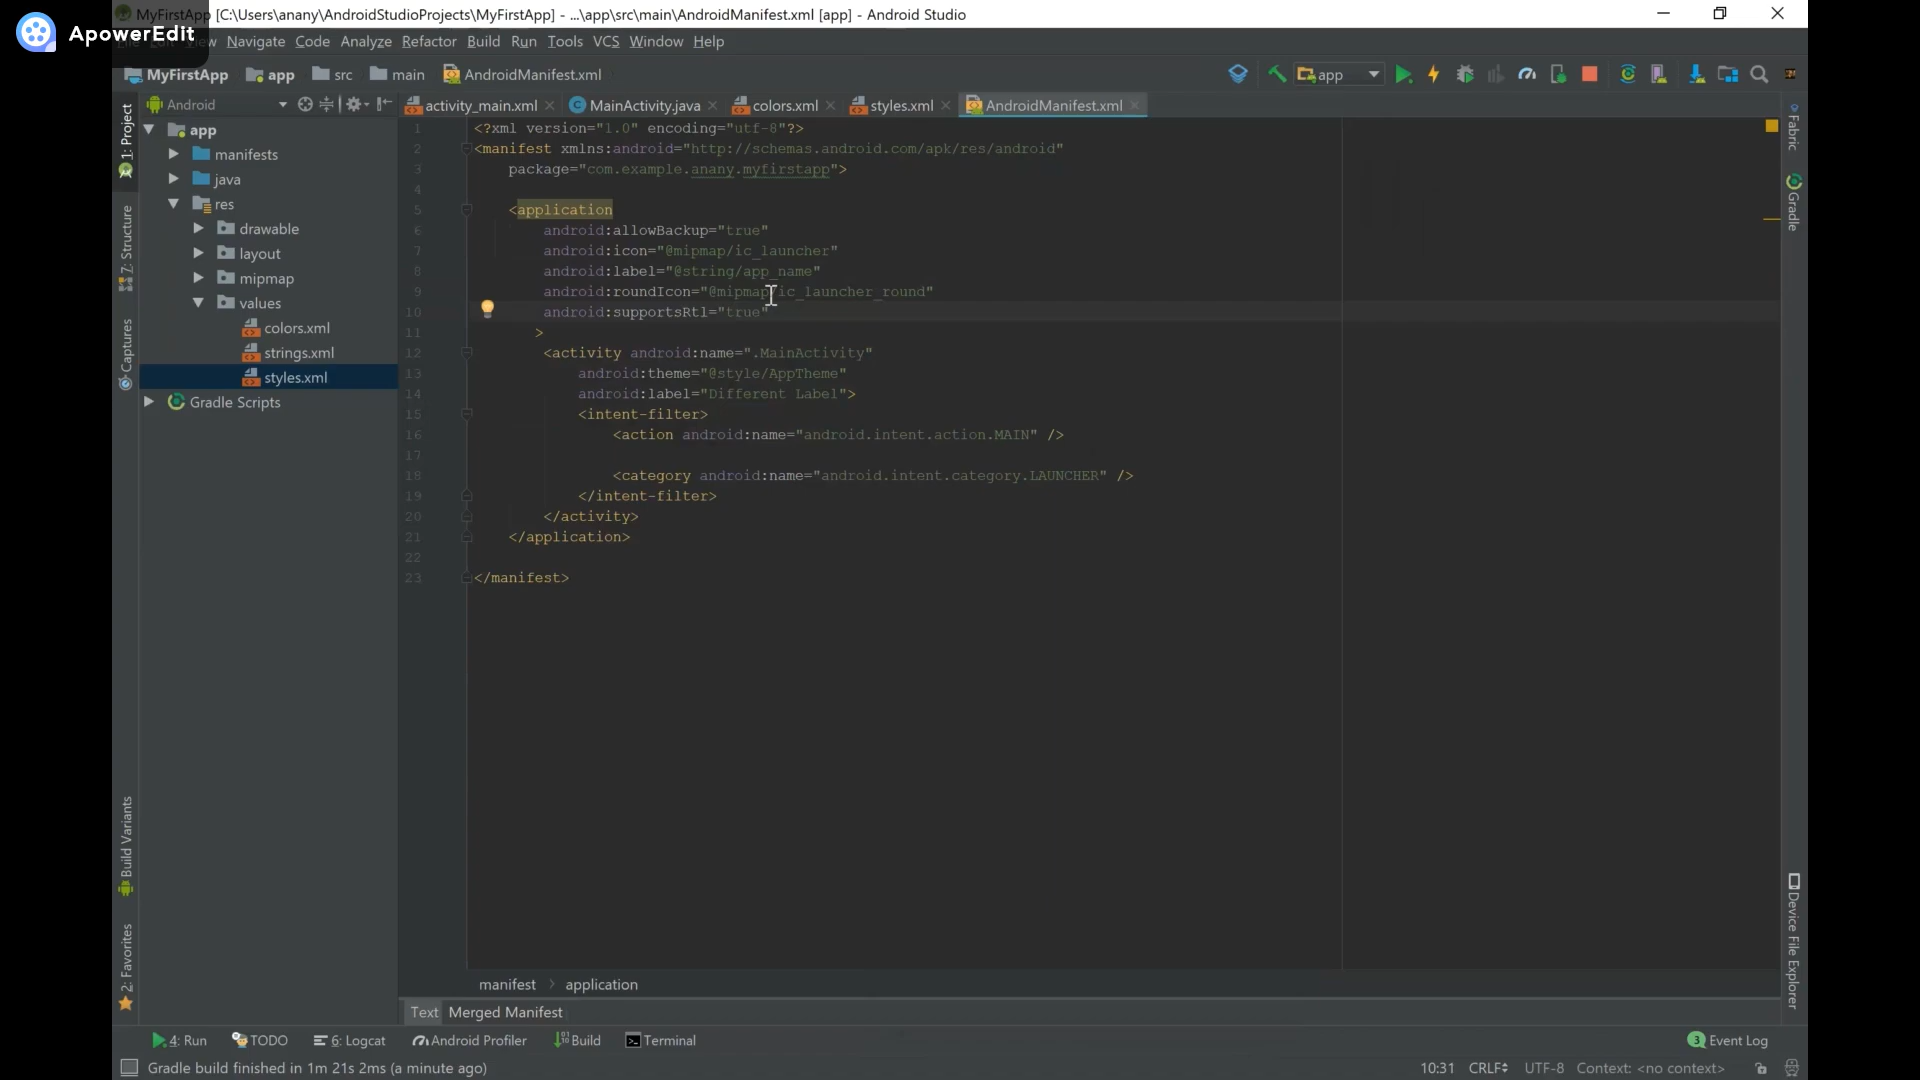 MyFirstApp [C:\Users\anany\AndroidStudioProjects\MyFirstApp] - ...\app\src\main\AndroidManifest.xml [app] - Android Studio
ApowerEdit
View Navigate Code Analyze Refactor Build Run Tools VCS Window Help
MyFirstApp app src main AndroidManifest.xml app
Android activity_main.xml MainActivity.java colors.xml styles.xml AndroidManifest.xml
1: Project
7: Structure
Captures
Build Variants
2: Favorites
app
manifests
java
res
drawable
layout
mipmap
values
colors.xml
strings.xml
styles.xml
Gradle Scripts
1 <?xml version="1.0" encoding="utf-8"?>
2 <manifest xmlns:android="http://schemas.android.com/apk/res/android"
3 package="com.example.anany.myfirstapp">
4
5 <application
6 android:allowBackup="true"
7 android:icon="@mipmap/ic_launcher"
8 android:label="@string/app_name"
9 android:roundIcon="@mipmap/ic_launcher_round"
10 android:supportsRtl="true"
11 >
12 <activity android:name=".MainActivity"
13 android:theme="@style/AppTheme"
14 android:label="Different Label">
15 <intent-filter>
16 <action android:name="android.intent.action.MAIN" />
17
18 <category android:name="android.intent.category.LAUNCHER" />
19 </intent-filter>
20 </activity>
21 </application>
22
23 </manifest>
Fabric
Gradle
Device File Explorer
manifest application
Text Merged Manifest
4: Run TODO 6: Logcat Android Profiler Build Terminal 3 Event Log
Gradle build finished in 1m 21s 2ms (a minute ago) 10:31 CRLF UTF-8 Context: <no context>